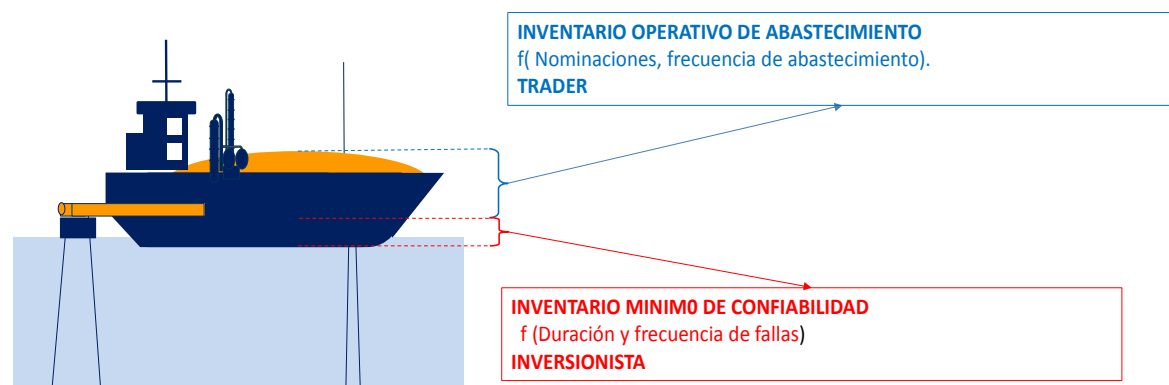 INVENTARIO OPERATIVO DE ABASTECIMIENTO
f( Nominaciones, frecuencia de abastecimiento).
TRADER
INVENTARIO MINIM0 DE CONFIABILIDAD
f (Duración y frecuencia de fallas)
INVERSIONISTA